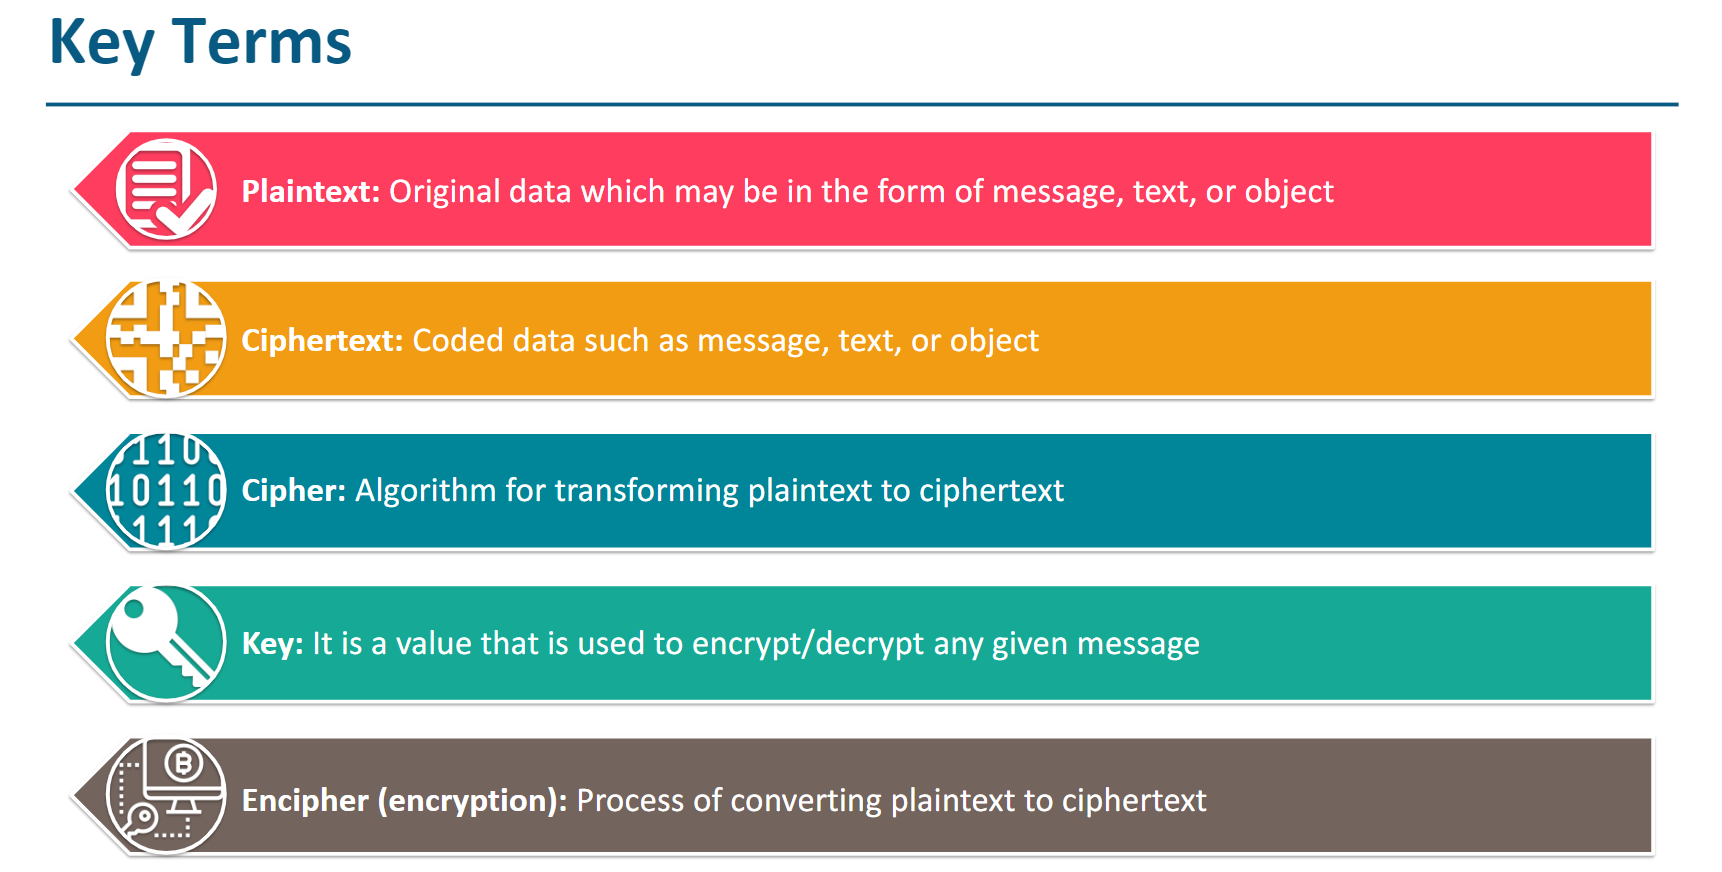 Key Terms
Plaintext: Original data which may be in the form of message, text, or object
Ciphertext: Coded data such as message, text, or object
110
10110
1111
Cipher: Algorithm for transforming plaintext to ciphertext
Key: It is a value that is used to encrypt/decrypt any given message
B
Encipher (encryption): Process of converting plaintext to ciphertext